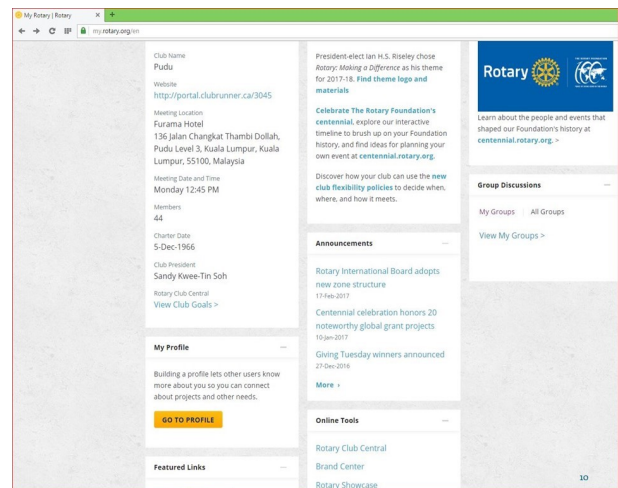 My Rotary | Rotary
my.rotary.org/en
Club Name
Pudu
Website
http://portal.clubrunner.ca/3045
Meeting Location
Furama Hotel
136 Jalan Changkat Thambi Dollah,
Pudu Level 3, Kuala Lumpur, Kuala
Lumpur, 55100, Malaysia
Meeting Date and Time
Monday 12:45 PM
Members
44
Charter Date
5-Dec-1966
Club President
Sandy Kwee-Tin Soh
Rotary Club Central
View Club Goals >
My Profile
Building a profile lets other users know
more about you so you can connect
about projects and other needs.
GO TO PROFILE
Featured Links
President-elect Ian H.S. Riseley chose
Rotary: Making a Difference as his theme
for 2017-18. Find theme logo and
materials
Celebrate The Rotary Foundation's
centennial, explore our interactive
timeline to brush up on your Foundation
history, and find ideas for planning your
own event at centennial.rotary.org.
Discover how your club can use the new
club flexibility policies to decide when,
where, and how it meets.
Announcements
Rotary International Board adopts
new zone structure
17-Feb-2017
Centennial celebration honors 20
noteworthy global grant projects
10-Jan-2017
Giving Tuesday winners announced
27-Dec-2016
More ›
Online Tools
Rotary Club Central
Brand Center
Rotary Showcase
Rotary
Learn about the people and events that
shaped our Foundation's history at
centennial.rotary.org. >
Group Discussions
My Groups
All Groups
View My Groups >
10